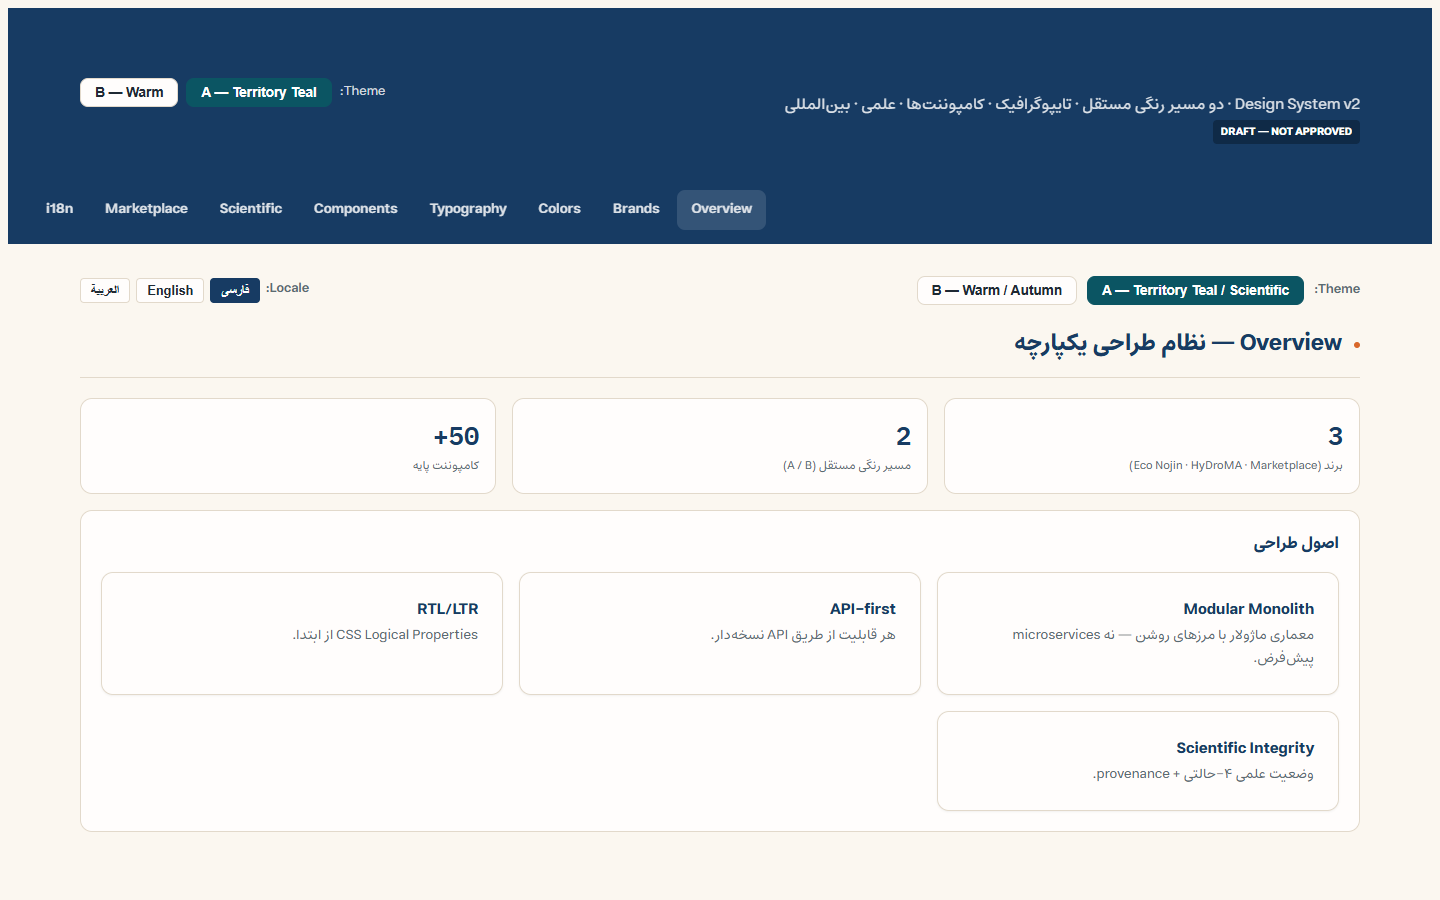 Design System v2 · دو مسیر رنگی مستقل · تایپوگرافیک · کامپوننت‌ها · علمی · بین‌المللی
DRAFT — NOT APPROVED
Theme:
A — Territory Teal
B — Warm
Overview
Brands
Colors
Typography
Components
Scientific
Marketplace
i18n
Theme:
A — Territory Teal / Scientific
B — Warm / Autumn
Locale:
فارسی
English
العربية
Overview — نظام طراحی یکپارچه
3
برند (Eco Nojin · HyDroMA · Marketplace)
2
مسیر رنگی مستقل (A / B)
50+
کامپوننت پایه
اصول طراحی
Modular Monolith
معماری ماژولار با مرزهای روشن — نه microservices
پیش‌فرض.
API-first
هر قابلیت از طریق API نسخه‌دار.
RTL/LTR
CSS Logical Properties از ابتدا.
Scientific Integrity
وضعیت علمی ۴-حالتی + provenance.